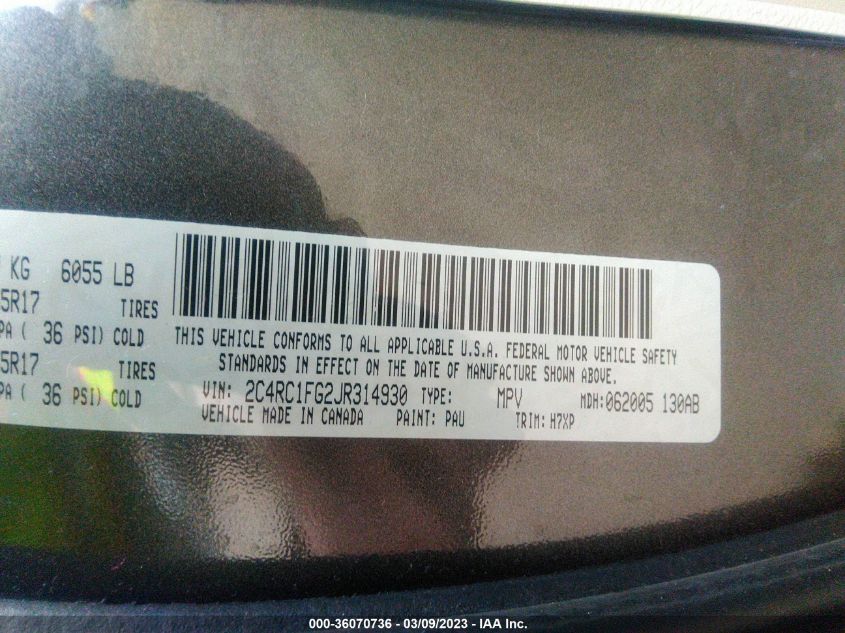 KG 6055 LB
5R17 TIRES
PA ( 36 PSI) COLD
5R17 TIRES
PA ( 36 PSI) COLD
THIS VEHICLE CONFORMS TO ALL APPLICABLE U.S.A. FEDERAL MOTOR VEHICLE SAFETY
STANDARDS IN EFFECT ON THE DATE OF MANUFACTURE SHOWN ABOVE.
VIN: 2C4RC1FG2JR314930 TYPE: MPV MDH:062005 130AB
VEHICLE MADE IN CANADA PAINT: PAU TRIM: H7XP
000-36070736 - 03/09/2023 - IAA Inc.